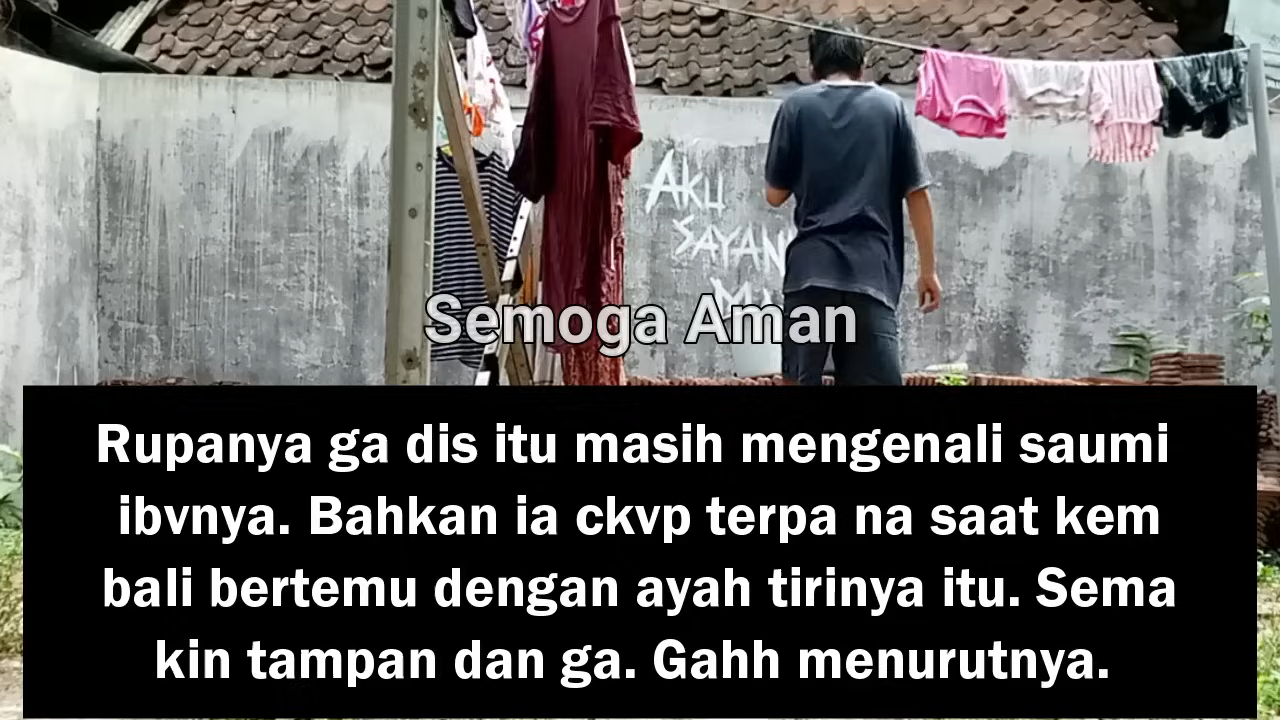 AKU
SAYAN
Semoga Aman
Rupanya ga dis itu masih mengenali saumi
ibvnya. Bahkan ia ckvp terpa na saat kem
bali bertemu dengan ayah tirinya itu. Sema
kin tampan dan ga. Gahh menurutnya.